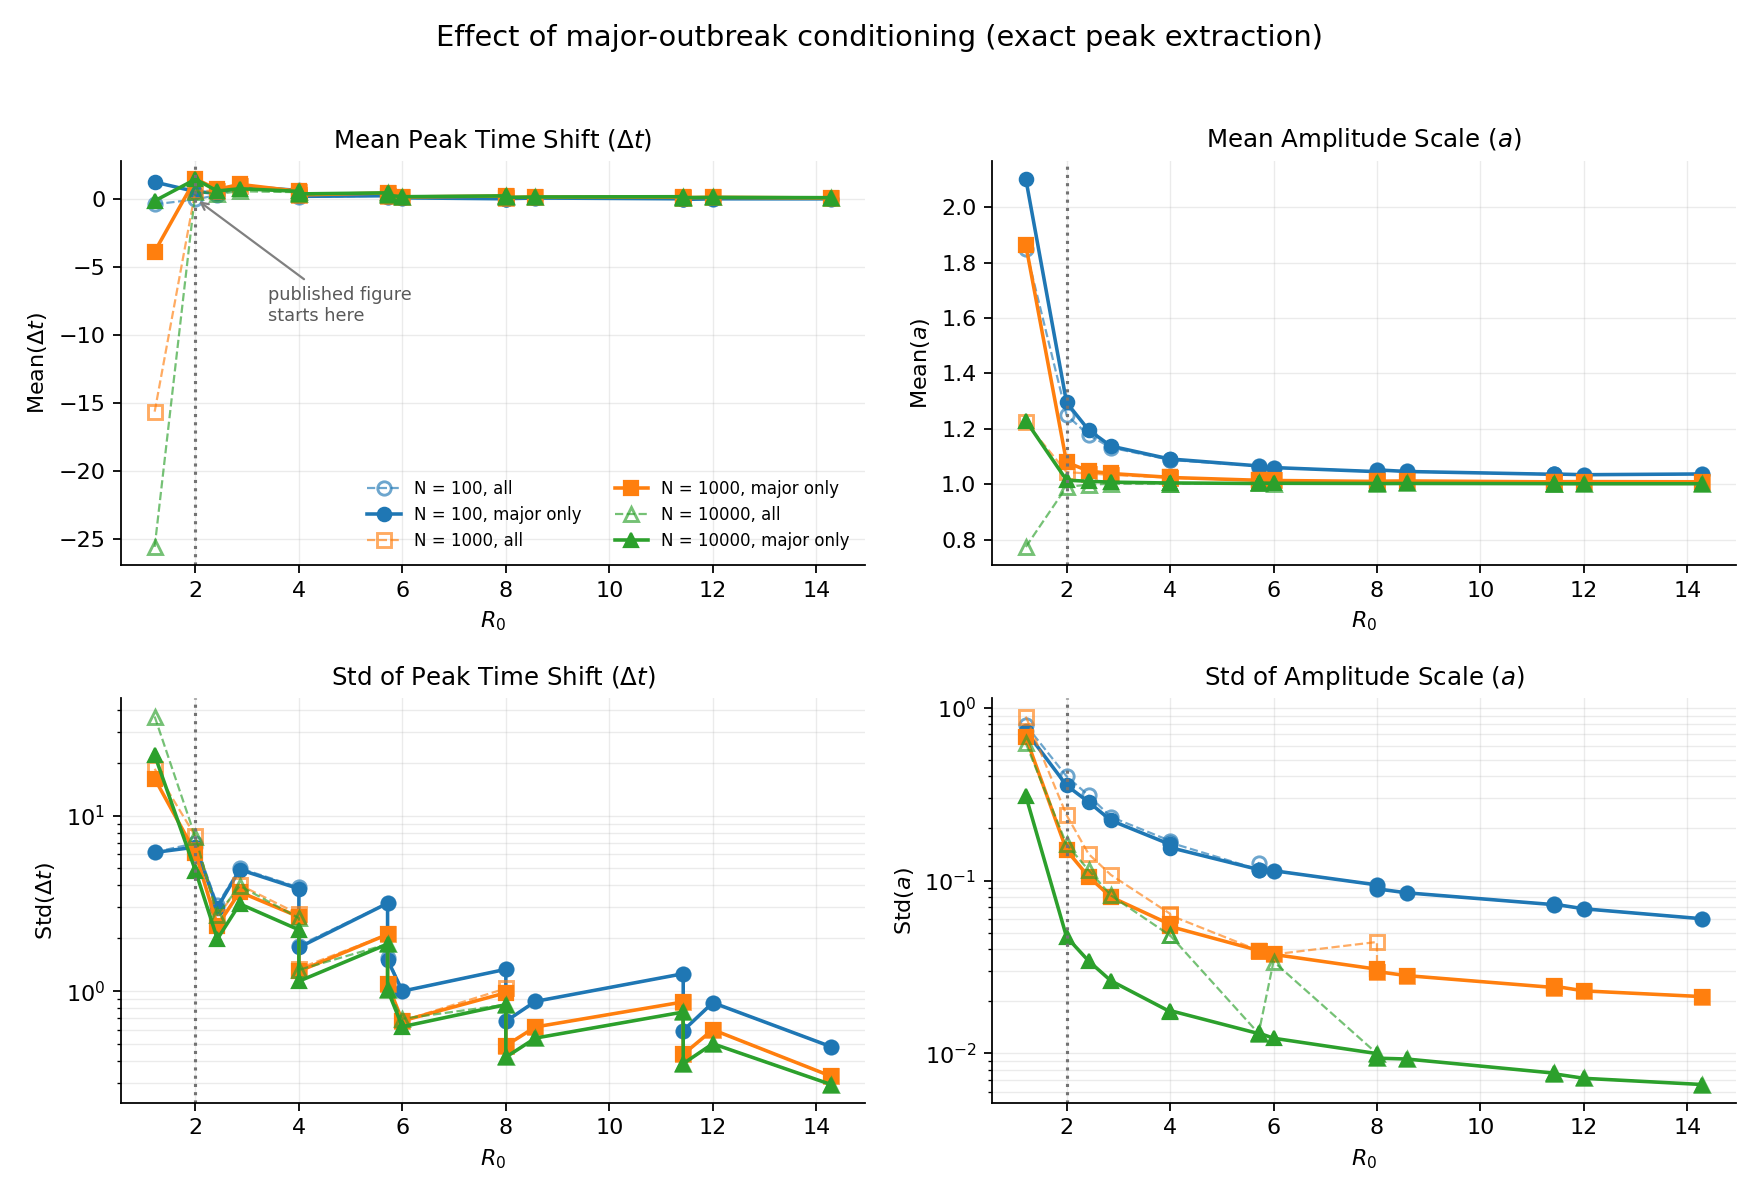 Effect of major-outbreak conditioning (exact peak extraction)
Mean Peak Time Shift (Δt)
Mean(Δt)
0
−5
−10
−15
−20
−25
published figure
starts here
N = 100, all
N = 100, major only
N = 1000, all
N = 1000, major only
N = 10000, all
N = 10000, major only
2 4 6 8 10 12 14
R₀
Mean Amplitude Scale (a)
Mean(a)
2.0
1.8
1.6
1.4
1.2
1.0
0.8
2 4 6 8 10 12 14
R₀
Std of Peak Time Shift (Δt)
Std(Δt)
10¹
10⁰
2 4 6 8 10 12 14
R₀
Std of Amplitude Scale (a)
Std(a)
10⁰
10⁻¹
10⁻²
2 4 6 8 10 12 14
R₀